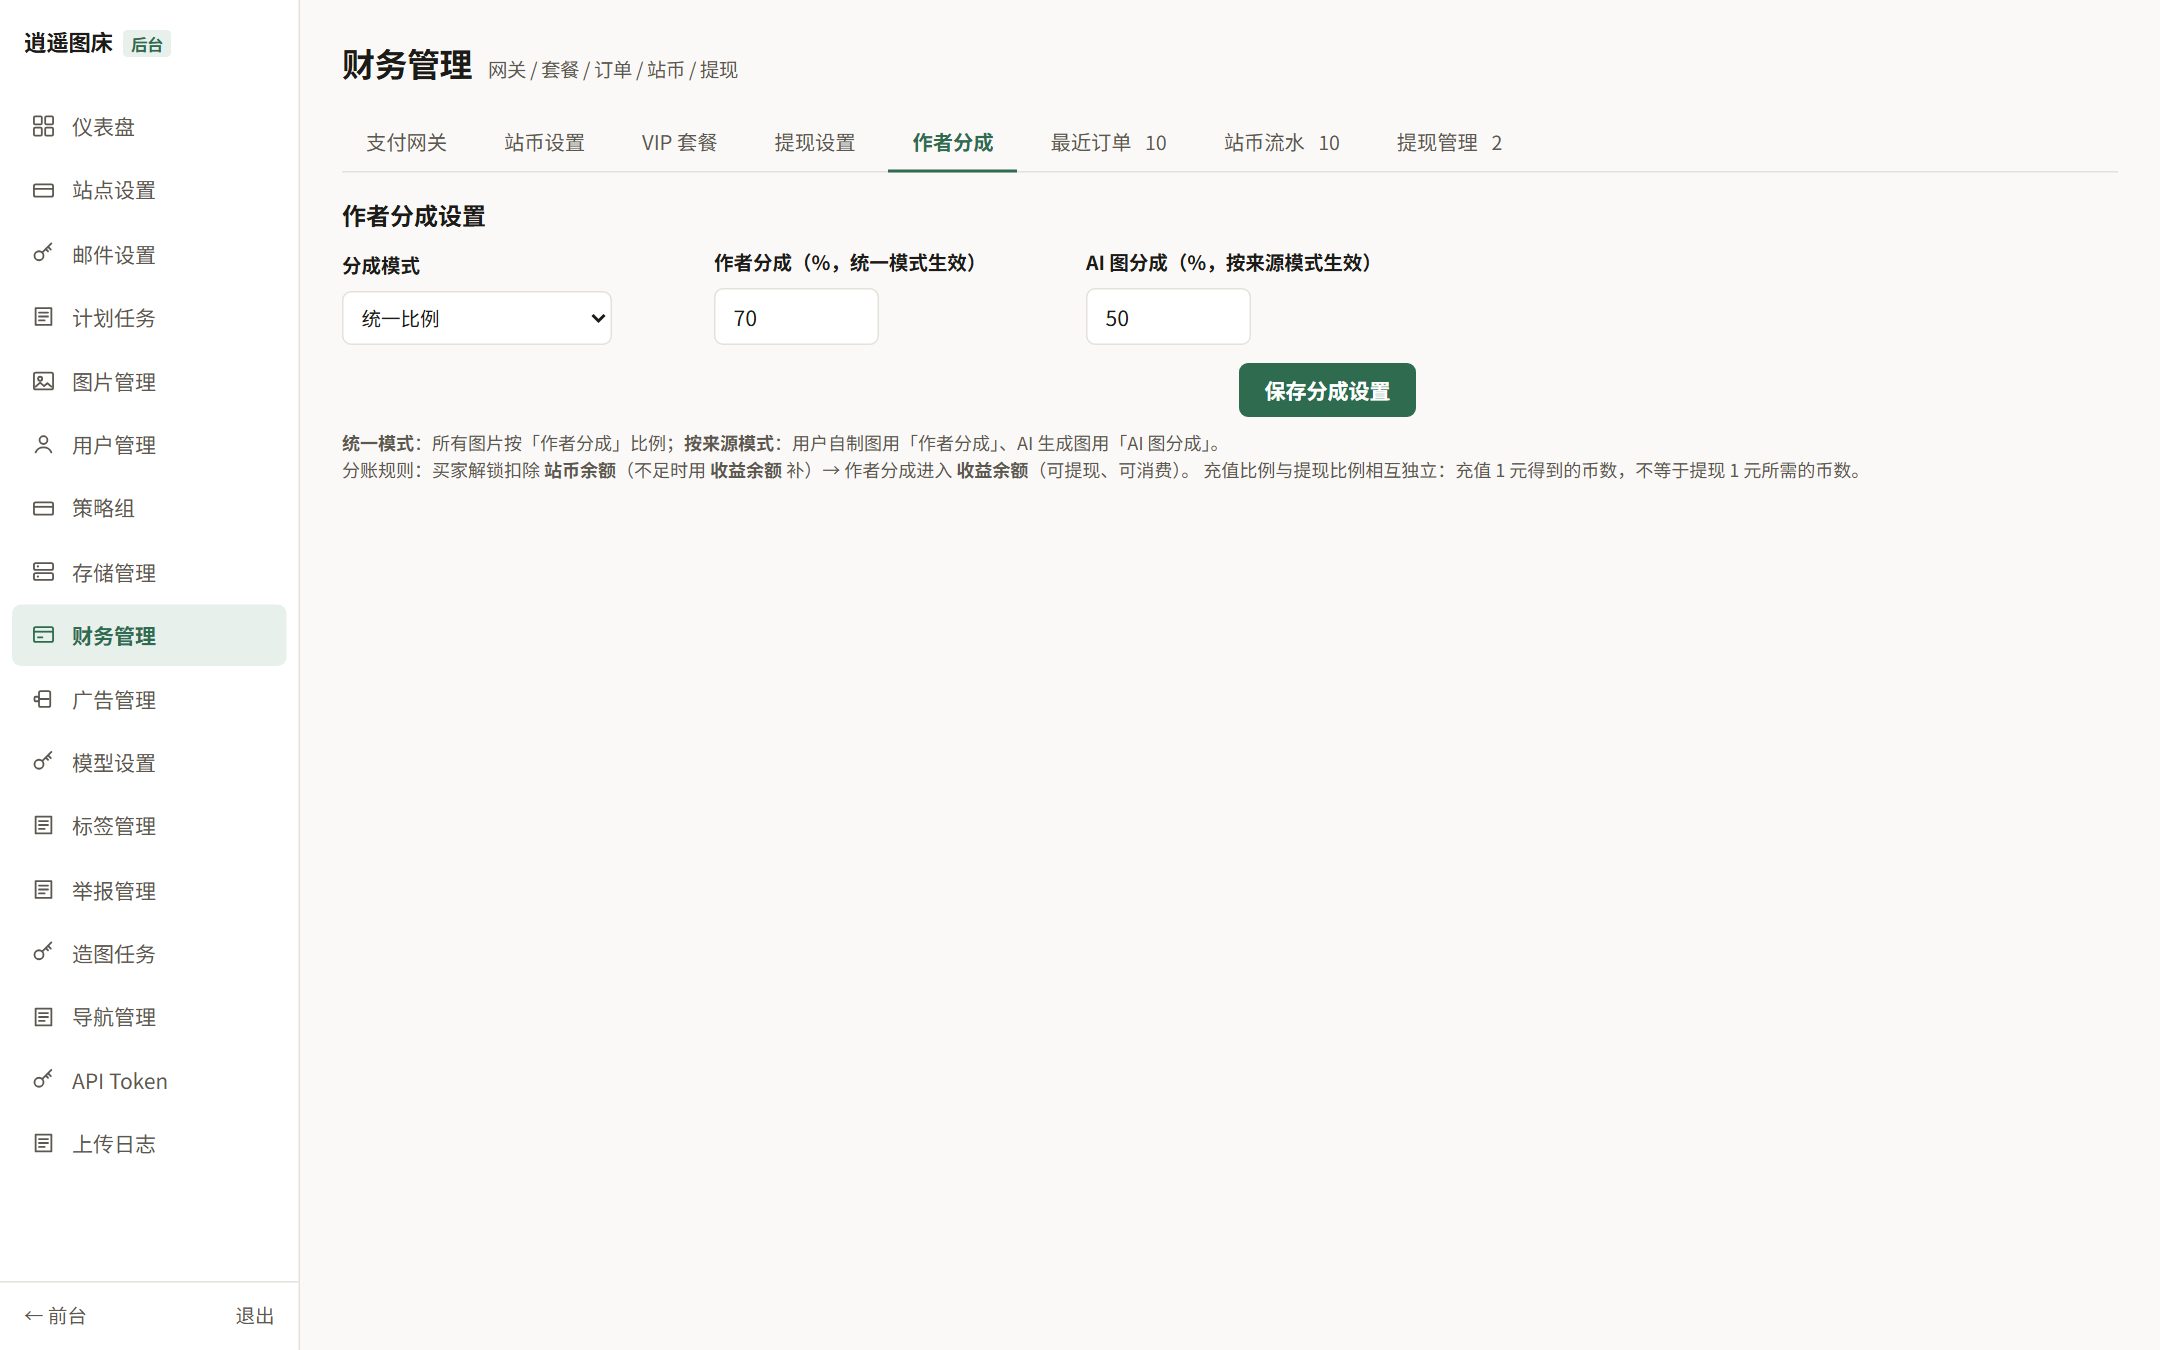 逍遥图床 后台
仪表盘
站点设置
邮件设置
计划任务
图片管理
用户管理
策略组
存储管理
财务管理
广告管理
模型设置
标签管理
举报管理
造图任务
导航管理
API Token
上传日志
← 前台 退出
财务管理 网关 / 套餐 / 订单 / 站币 / 提现
支付网关 站币设置 VIP 套餐 提现设置 作者分成 最近订单 10 站币流水 10 提现管理 2
作者分成设置
分成模式 作者分成（%，统一模式生效） AI 图分成（%，按来源模式生效）
统一比例 70 50
保存分成设置
统一模式：所有图片按「作者分成」比例；按来源模式：用户自制图用「作者分成」、AI 生成图用「AI 图分成」。
分账规则：买家解锁扣除 站币余额（不足时用 收益余额 补）→ 作者分成进入 收益余额（可提现、可消费）。 充值比例与提现比例相互独立：充值 1 元得到的币数，不等于提现 1 元所需的币数。